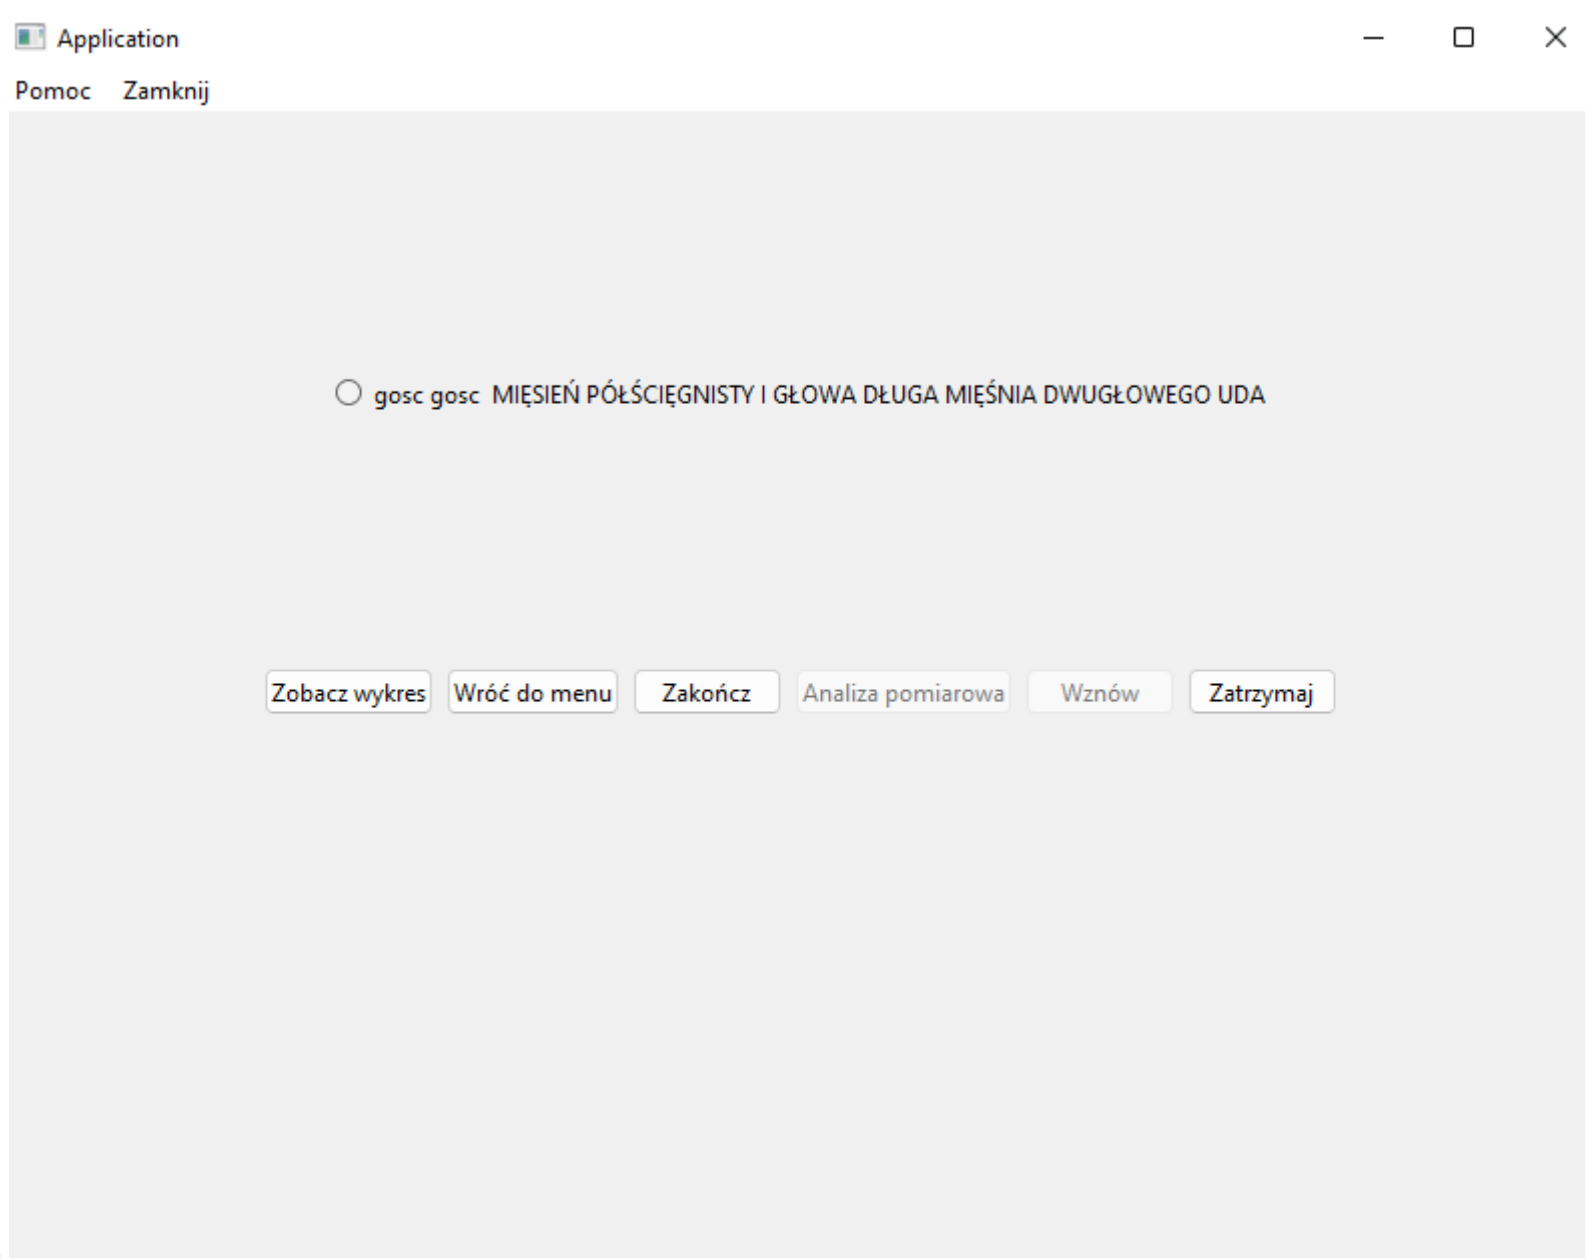 Application
Pomoc Zamknij
gosc gosc MIĘSIEŃ PÓŁŚCIĘGNISTY I GŁOWA DŁUGA MIĘŚNIA DWUGŁOWEGO UDA
Zobacz wykres Wróć do menu Zakończ Analiza pomiarowa Wznów Zatrzymaj